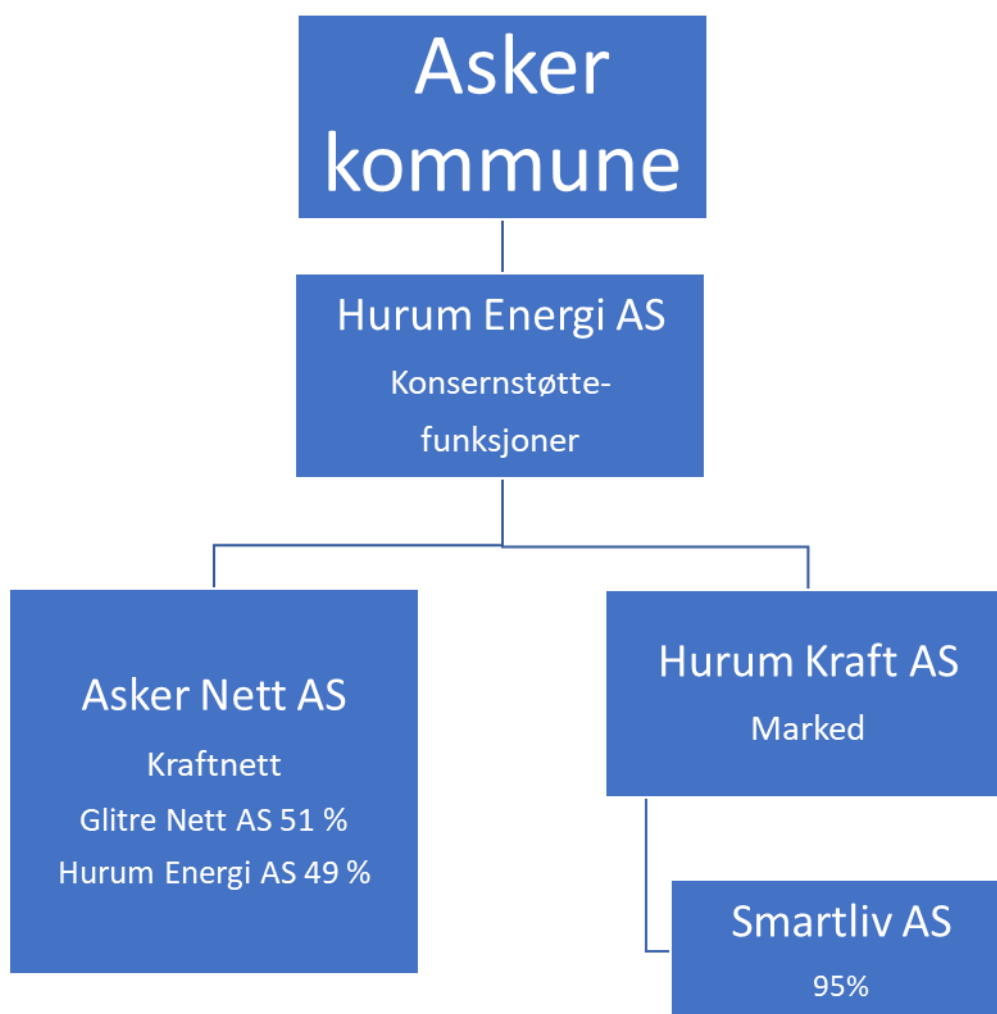 Asker
kommune
Hurum Energi AS
Konsernstøtte-
funksjoner
Asker Nett AS
Kraftnett
Glitre Nett AS 51 %
Hurum Energi AS 49 %
Hurum Kraft AS
Marked
Smartliv AS
95%